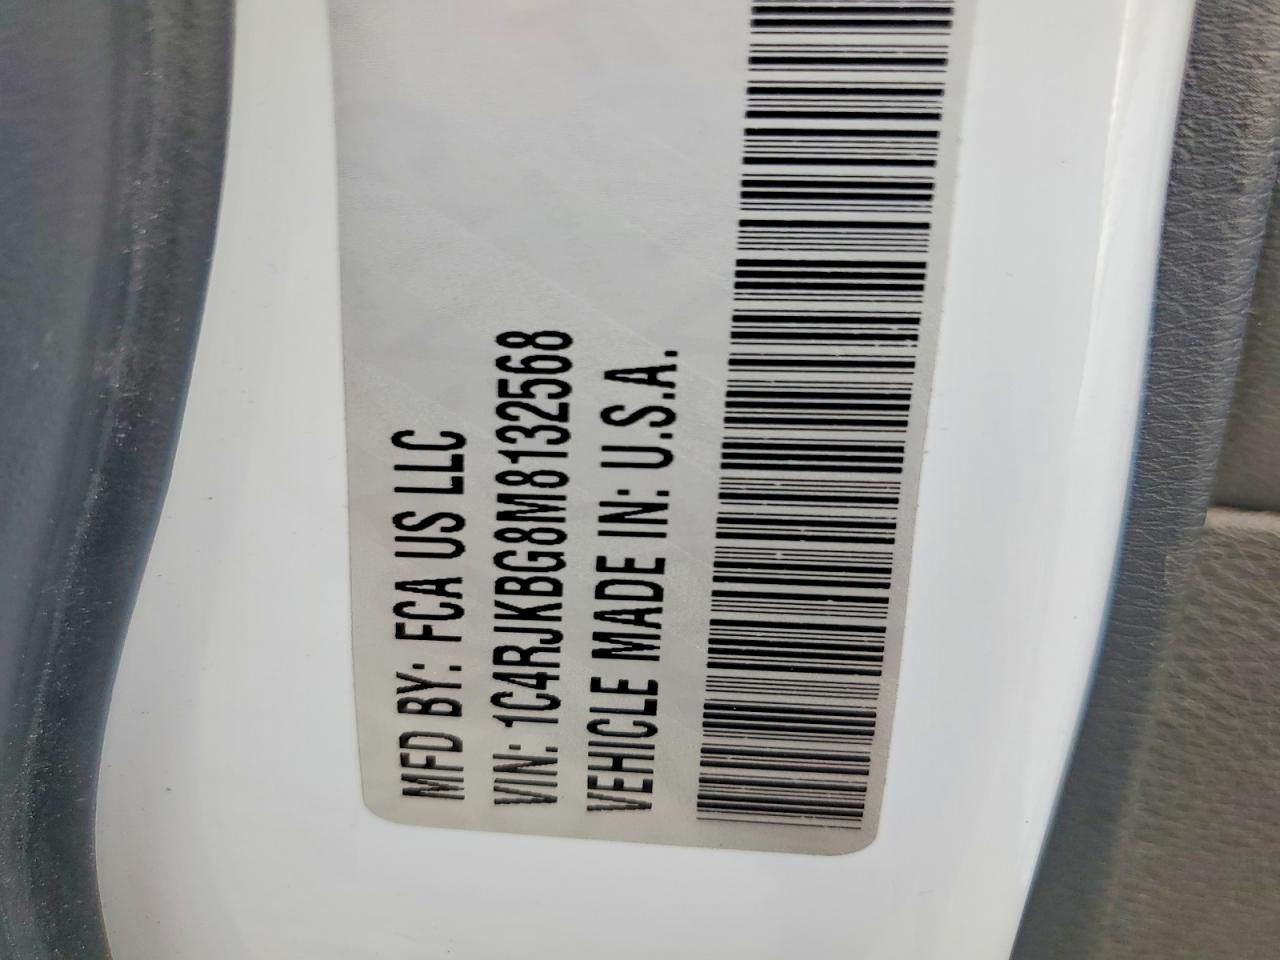 MFD BY: FCA US LLC
VIN: 1C4RJKBG8M8132568
VEHICLE MADE IN: U.S.A.